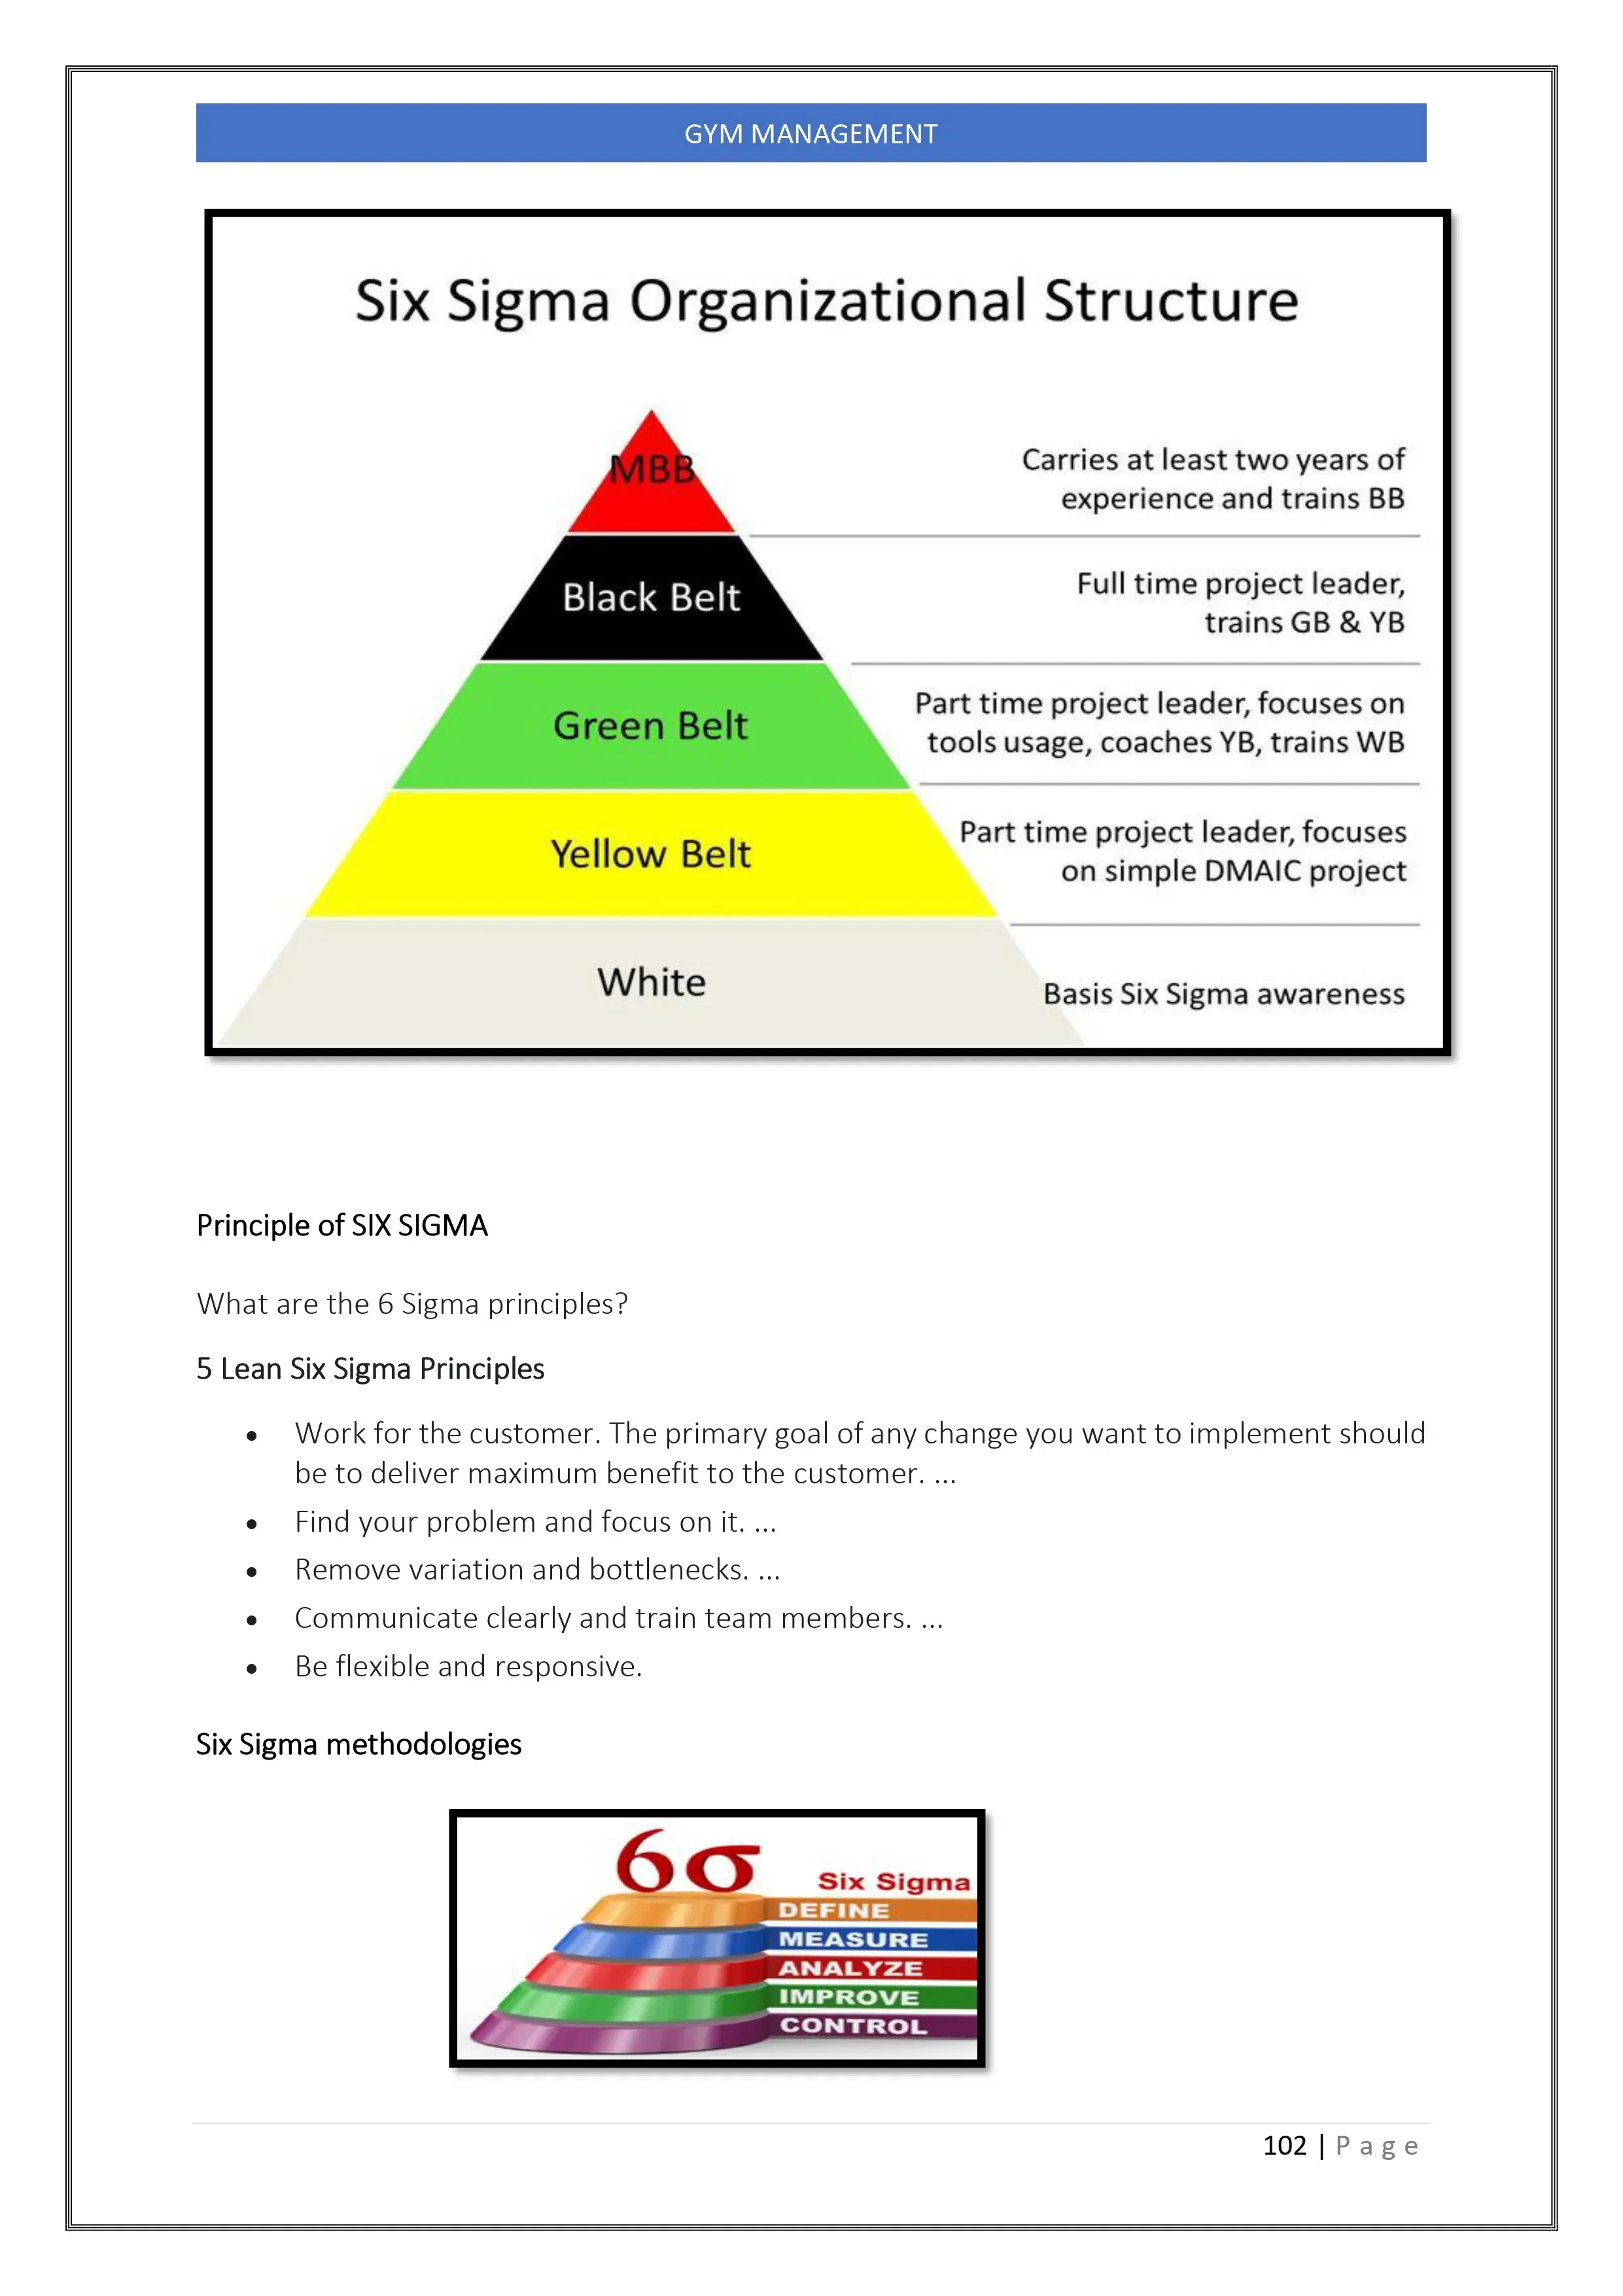 GYM MANAGEMENT
Six Sigma Organizational Structure
MBB
Carries at least two years of
experience and trains BB
Black Belt
Full time project leader,
trains GB & YB
Green Belt
Part time project leader, focuses on
tools usage, coaches YB, trains WB
Yellow Belt
Part time project leader, focuses
on simple DMAIC project
White
Basis Six Sigma awareness
Principle of SIX SIGMA
What are the 6 Sigma principles?
5 Lean Six Sigma Principles
• Work for the customer. The primary goal of any change you want to implement should
be to deliver maximum benefit to the customer. ...
• Find your problem and focus on it. ...
• Remove variation and bottlenecks. ...
• Communicate clearly and train team members. ...
• Be flexible and responsive.
Six Sigma methodologies
6σ
Six Sigma
DEFINE
MEASURE
ANALYZE
IMPROVE
CONTROL
102 | Page